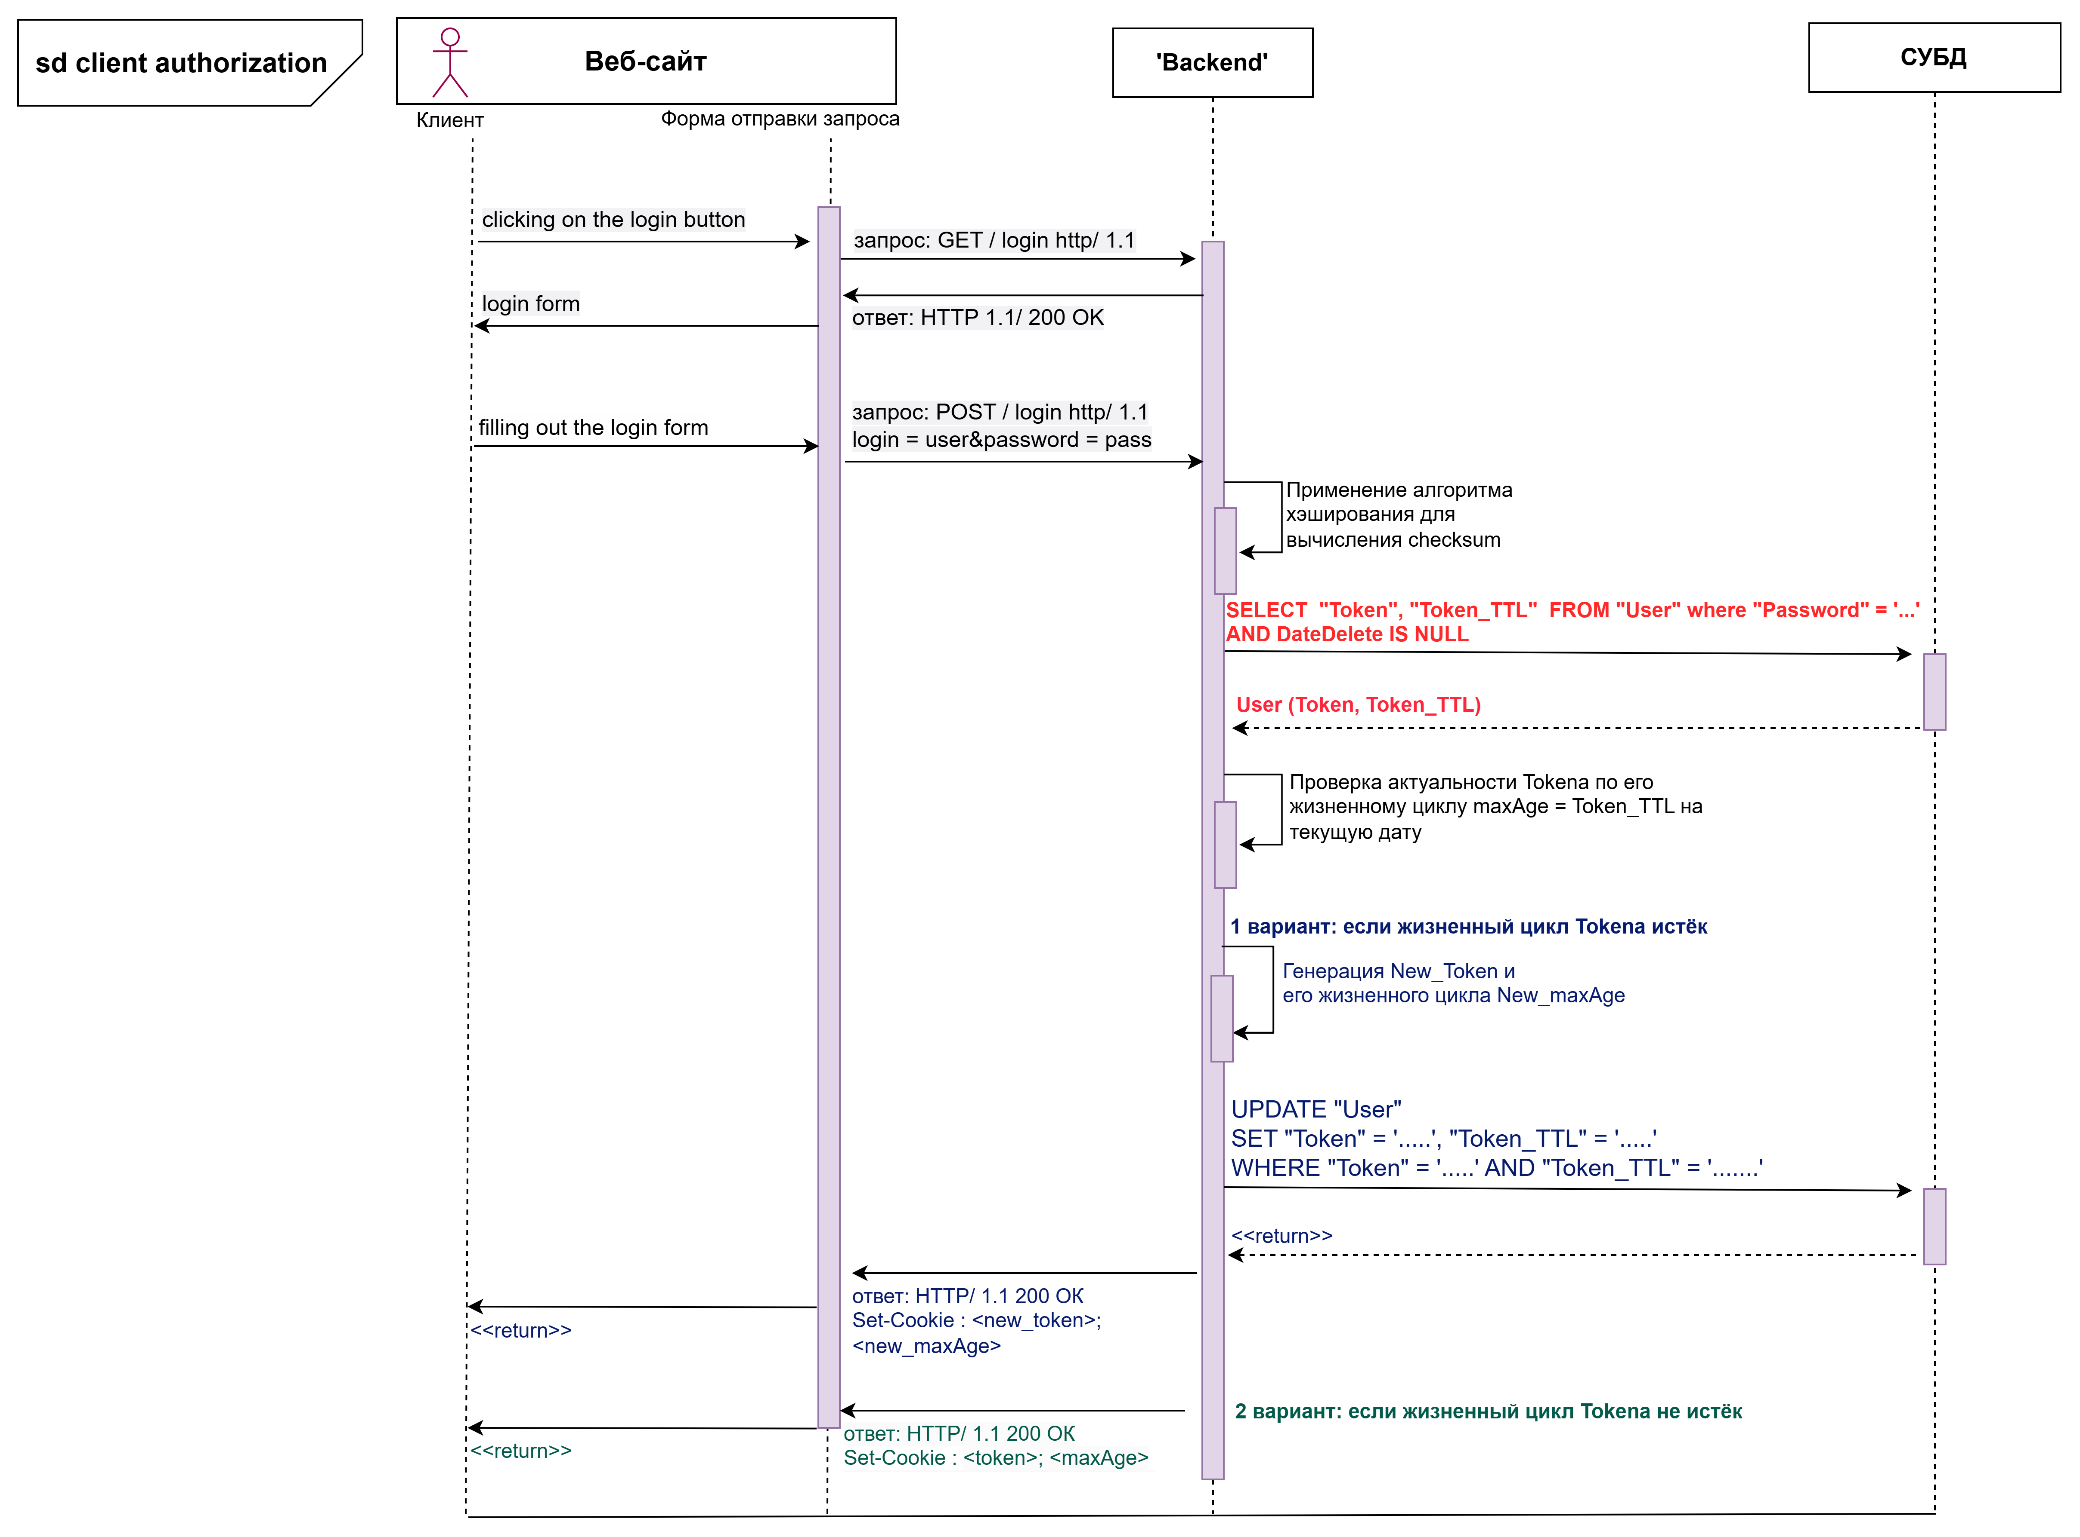 sd client authorization
Веб-сайт
'Backend'
СУБД
Клиент
Форма отправки запроса
clicking on the login button
запрос: GET / login http/ 1.1
login form
ответ: HTTP 1.1/ 200 OK
filling out the login form
запрос: POST / login http/ 1.1
login = user&password = pass
Применение алгоритма
хэширования для
вычисления checksum
SELECT "Token", "Token_TTL" FROM "User" where "Password" = '...'
AND DateDelete IS NULL
User (Token, Token_TTL)
Проверка актуальности Tokena по его
жизненному циклу maxAge = Token_TTL на
текущую дату
1 вариант: если жизненный цикл Tokena истёк
Генерация New_Token и
его жизненного цикла New_maxAge
UPDATE "User"
SET "Token" = '.....', "Token_TTL" = '.....'
WHERE "Token" = '.....' AND "Token_TTL" = '.......'
<<return>>
ответ: HTTP/ 1.1 200 ОК
Set-Cookie : <new_token>;
<new_maxAge>
<<return>>
2 вариант: если жизненный цикл Tokena не истёк
ответ: HTTP/ 1.1 200 ОК
Set-Cookie : <token>; <maxAge>
<<return>>